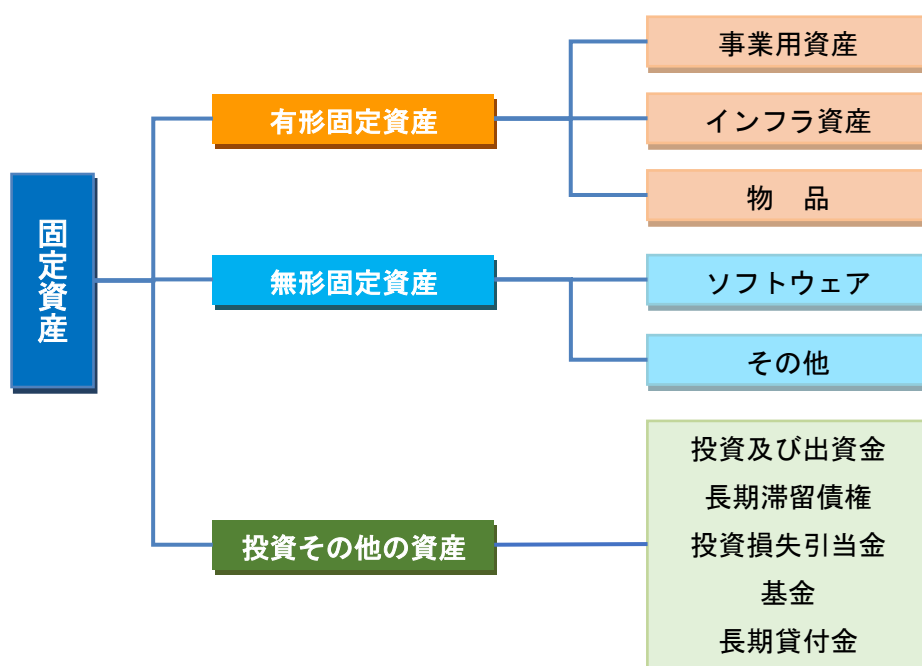 固定資産
有形固定資産
事業用資産
インフラ資産
物　品
無形固定資産
ソフトウェア
その他
投資その他の資産
投資及び出資金
長期滞留債権
投資損失引当金
基金
長期貸付金